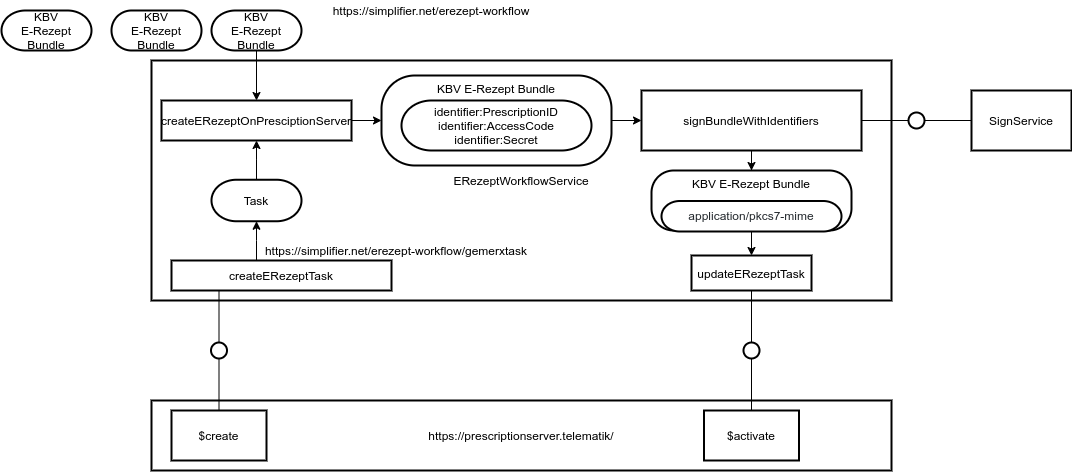 https://simplifier.net/erezept-workflow
KBV
E-Rezept
Bundle
KBV
E-Rezept
Bundle
KBV
E-Rezept
Bundle
createERezeptOnPresciptionServer
KBV E-Rezept Bundle
identifier:PrescriptionID
identifier:AccessCode
identifier:Secret
signBundleWithIdentifiers
SignService
ERezeptWorkflowService
KBV E-Rezept Bundle
application/pkcs7-mime
Task
https://simplifier.net/erezept-workflow/gemerxtask
createERezeptTask
updateERezeptTask
$create
https://prescriptionserver.telematik/
$activate